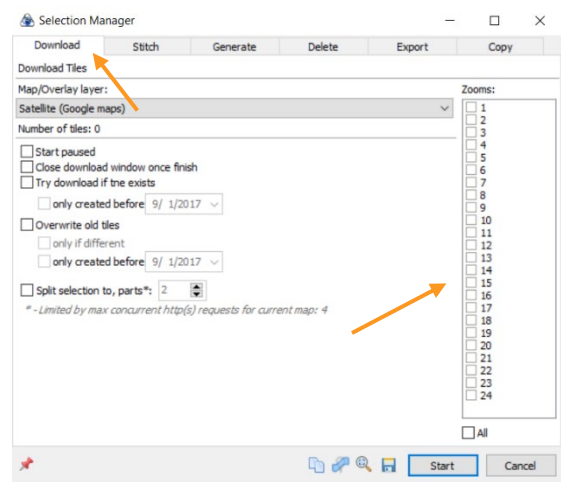 Selection Manager
Download Stitch Generate Delete Export Copy
Download Tiles
Map/Overlay layer:
Satellite (Google maps)
Number of tiles: 0
Start paused
Close download window once finish
Try download if tne exists
only created before 9/ 1/2017
Overwrite old tiles
only if different
only created before 9/ 1/2017
Split selection to, parts*: 2
* - Limited by max concurrent http(s) requests for current map: 4
Zooms:
1
2
3
4
5
6
7
8
9
10
11
12
13
14
15
16
17
18
19
20
21
22
23
24
All
Start Cancel